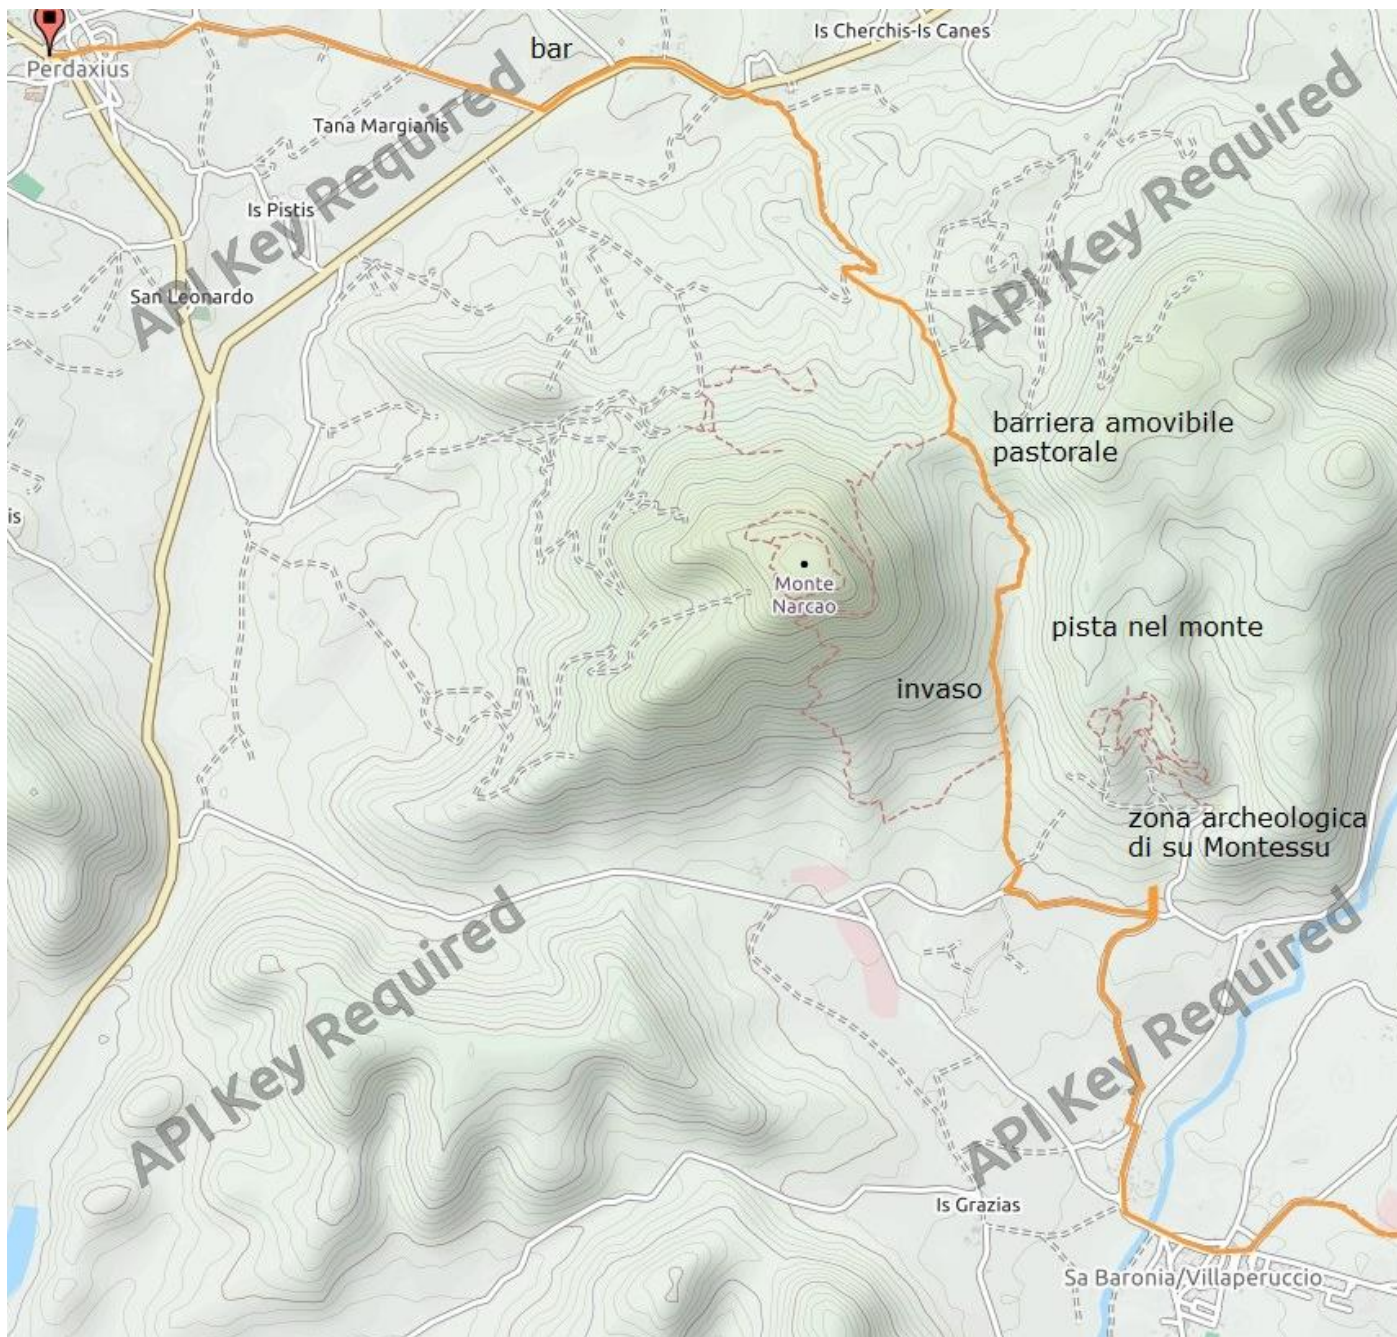 bar
Is Cherchis-Is Canes
Perdaxius
API Key Required
API Key Required
Tana Margianis
Is Pistis
San Leonardo
barriera amovibile
pastorale
is
Monte
Narcao
pista nel monte
invaso
zona archeologica
di su Montessu
API Key Required
API Key Required
Is Grazias
Sa Baronia/Villaperuccio